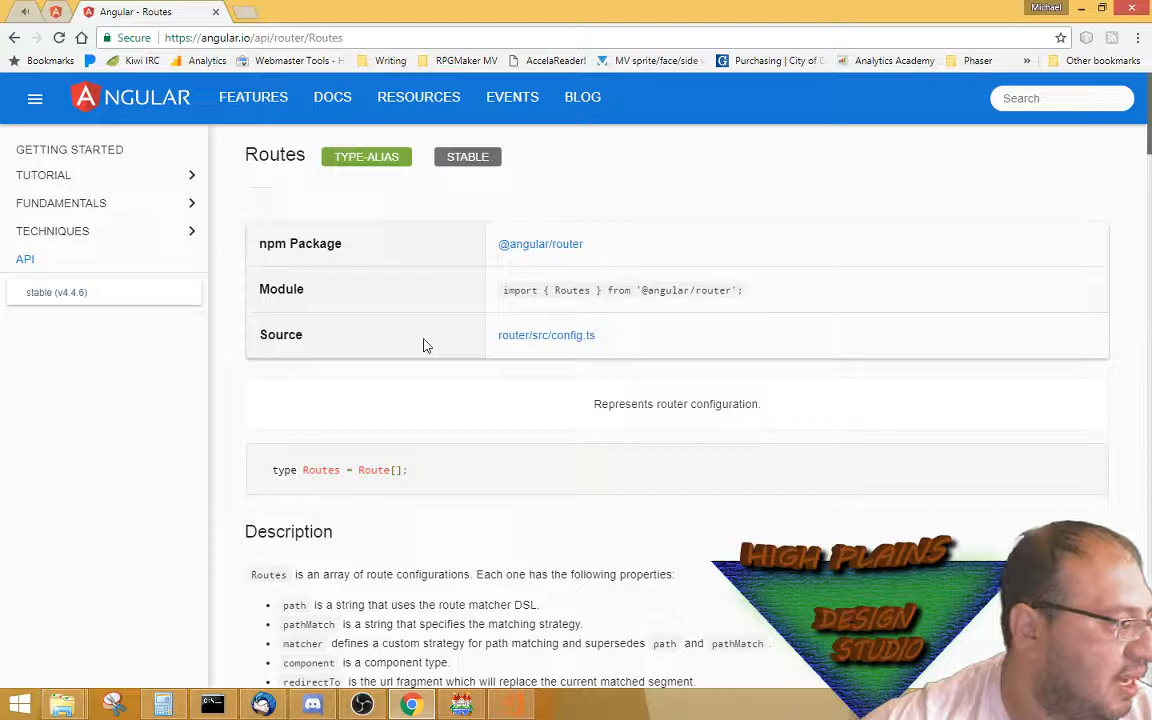 Angular - Routes
Michael
Secure
https://angular.io/api/router/Routes
Bookmarks
Kiwi IRC
Analytics
Webmaster Tools - H
Writing
RPGMaker MV
AccelaReader!
MV sprite/face/side v
Purchasing | City of C
Analytics Academy
Phaser
»
Other bookmarks
ANGULAR
FEATURES
DOCS
RESOURCES
EVENTS
BLOG
Search
GETTING STARTED
TUTORIAL
FUNDAMENTALS
TECHNIQUES
API
stable (v4.4.6)
Routes
TYPE-ALIAS
STABLE
npm Package
@angular/router
Module
import { Routes } from '@angular/router';
Source
router/src/config.ts
Represents router configuration.
type Routes = Route[];
Description
Routes is an array of route configurations. Each one has the following properties:
• path is a string that uses the route matcher DSL.
• pathMatch is a string that specifies the matching strategy.
• matcher defines a custom strategy for path matching and supersedes path and pathMatch .
• component is a component type.
• redirectTo is the url fragment which will replace the current matched segment.
HIGH PLAINS
DESIGN
STUDIO